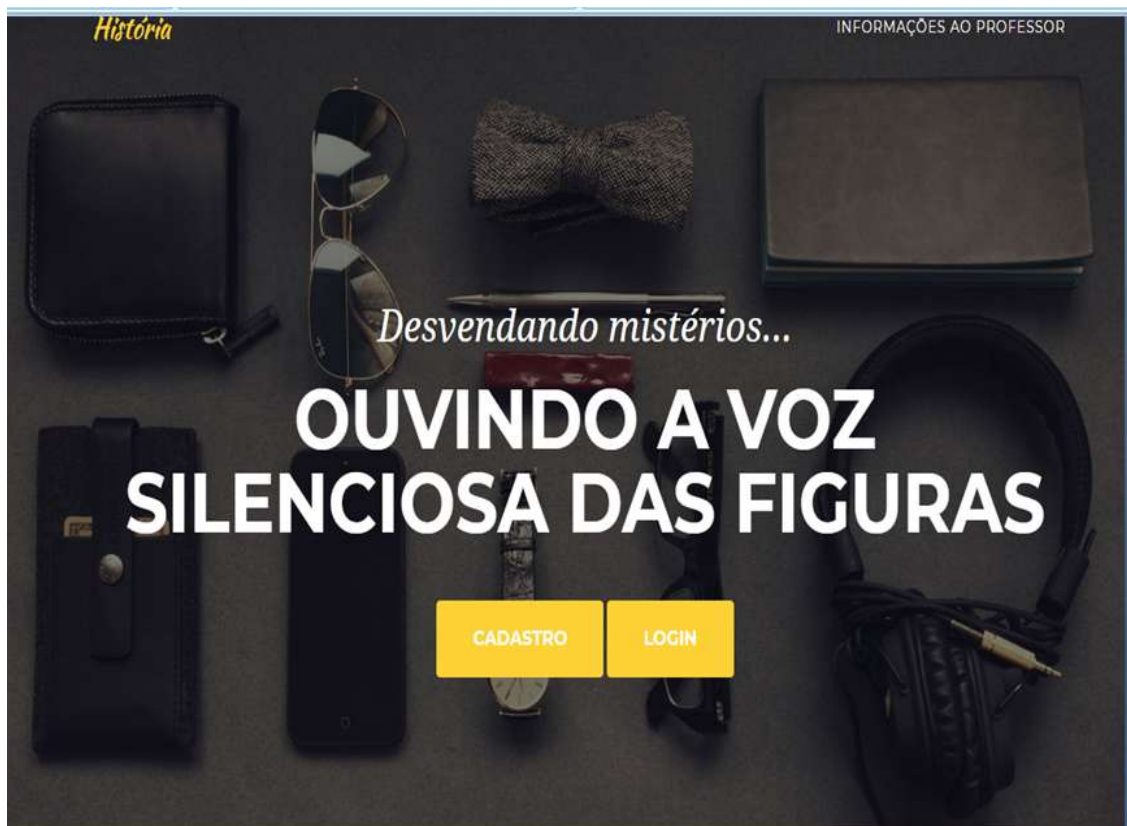 História
INFORMAÇÕES AO PROFESSOR
Desvendando mistérios...
OUVINDO A VOZ
SILENCIOSA DAS FIGURAS
CADASTRO
LOGIN